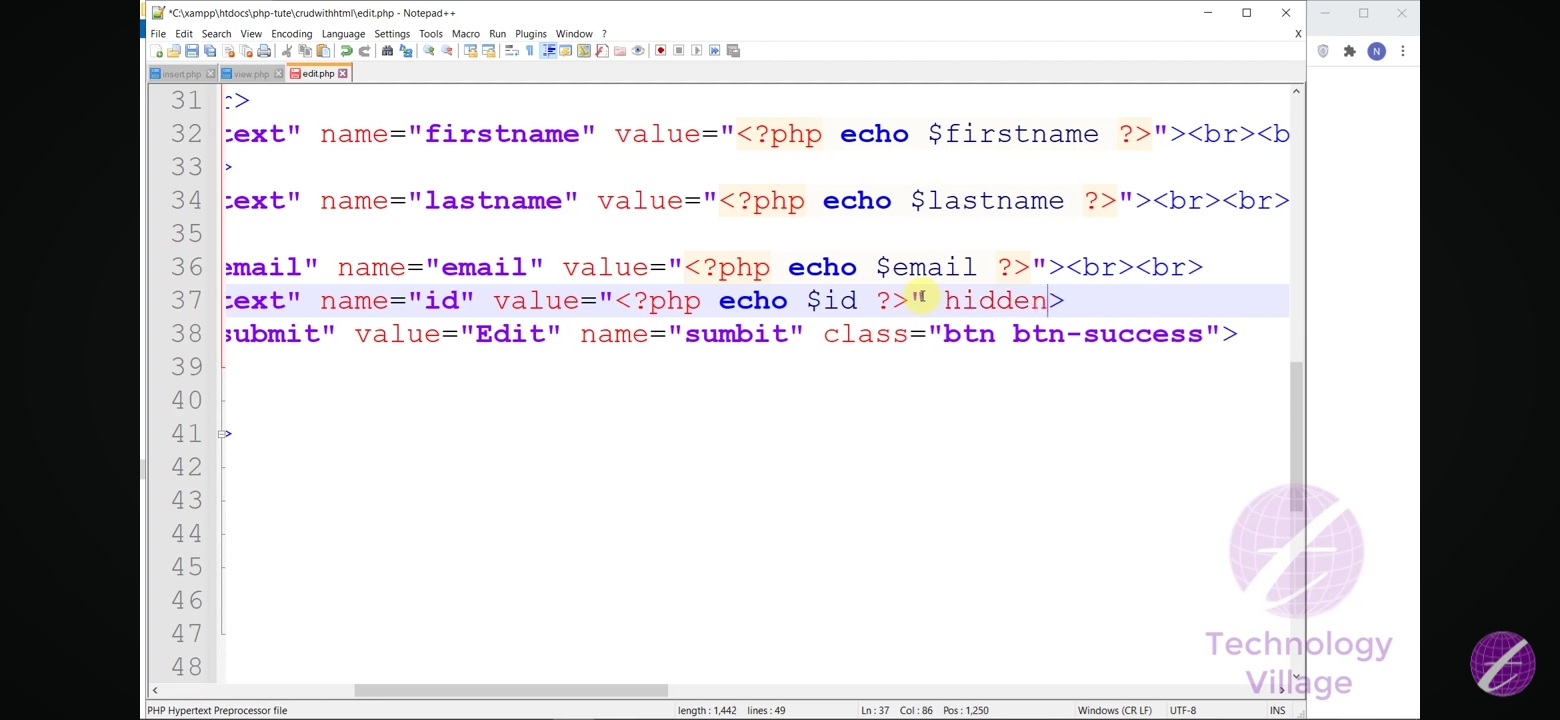 *C:\xampp\htdocs\php-tute\crudwithhtml\edit.php - Notepad++
File Edit Search View Encoding Language Settings Tools Macro Run Plugins Window ? X
insert.php view.php edit.php
N
31 r>
32 text" name="firstname" value="<?php echo $firstname ?>"><br><b
33 >
34 text" name="lastname" value="<?php echo $lastname ?>"><br><br>
35
36 email" name="email" value="<?php echo $email ?>"><br><br>
37 text" name="id" value="<?php echo $id ?>" hidden>
38 submit" value="Edit" name="sumbit" class="btn btn-success">
39
40
41 >
42
43
44
45
46
47
48
Technology
Village
PHP Hypertext Preprocessor file length : 1,442 lines : 49 Ln : 37 Col : 86 Pos : 1,250 Windows (CR LF) UTF-8 INS